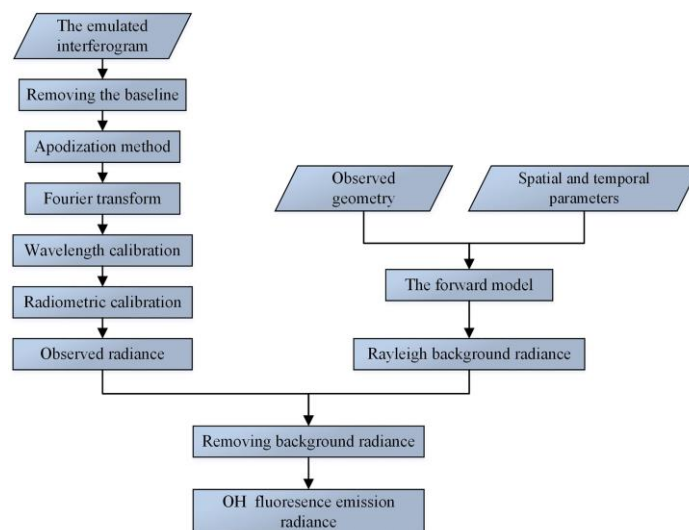 The emulated
interferogram
Removing the baseline
Apodization method
Fourier transform
Wavelength calibration
Radiometric calibration
Observed radiance
Observed
geometry
Spatial and temporal
parameters
The forward model
Rayleigh background radiance
Removing background radiance
OH fluoresence emission
radiance